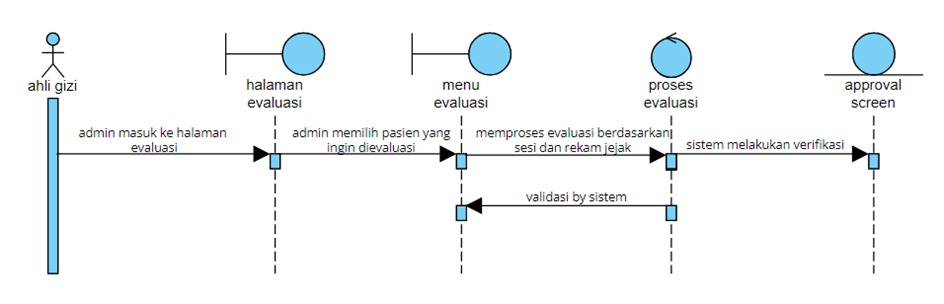 ahli gizi
halaman
evaluasi
menu
evaluasi
proses
evaluasi
approval
screen
admin masuk ke halaman
evaluasi
admin memilih pasien yang
ingin dievaluasi
memproses evaluasi berdasarkan
sesi dan rekam jejak
sistem melakukan verifikasi
validasi by sistem